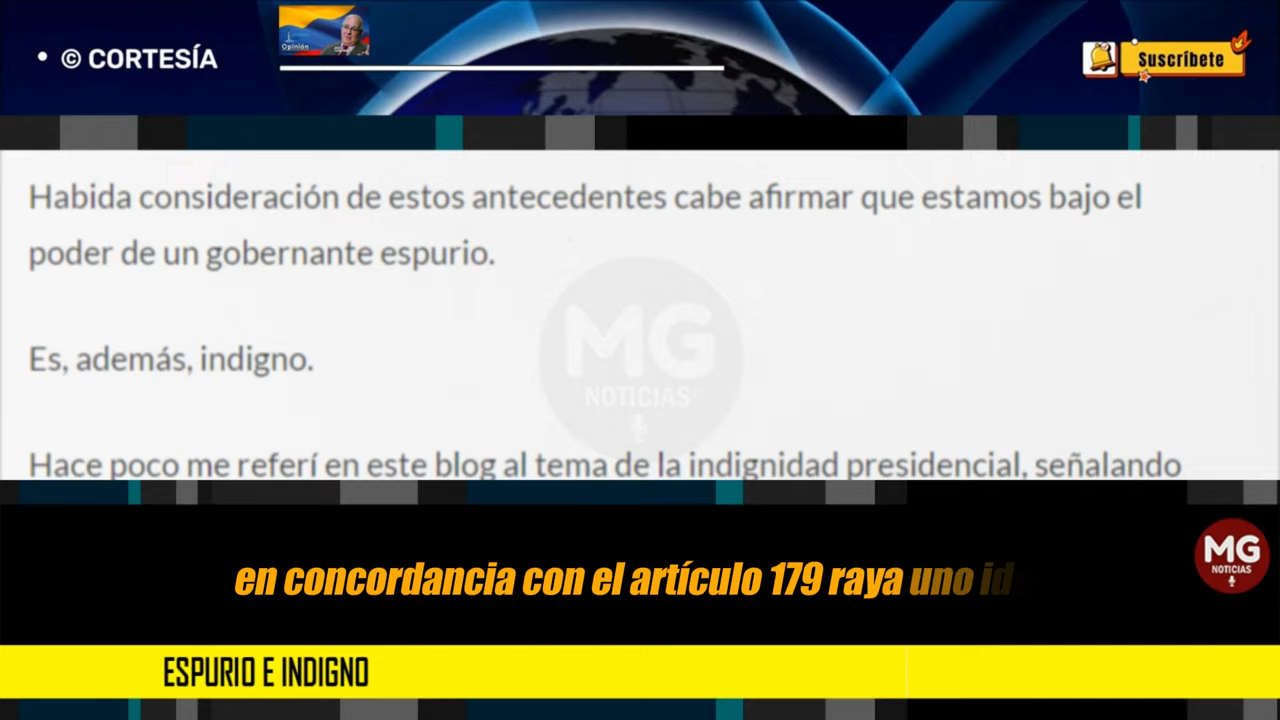 • © CORTESÍA
Opinión
Suscríbete
Habida consideración de estos antecedentes cabe afirmar que estamos bajo el
poder de un gobernante espurio.
Es, además, indigno.
MG
NOTICIAS
Hace poco me referí en este blog al tema de la indignidad presidencial, señalando
en concordancia con el artículo 179 raya uno id
MG
NOTICIAS
ESPURIO E INDIGNO